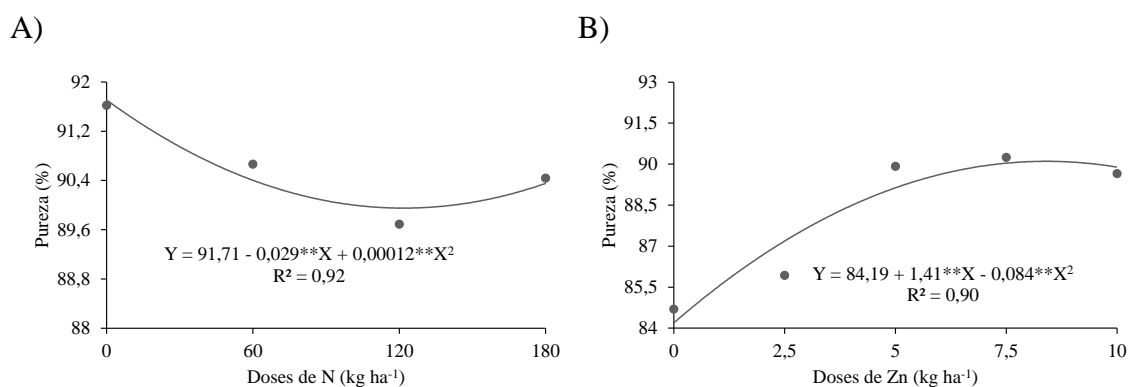 A)
92
91,2
90,4
89,6
88,8
88
Pureza (%)
Y = 91,71 - 0,029**X + 0,00012**X²
R² = 0,92
0 60 120 180
Doses de N (kg ha⁻¹)
B)
93
91,5
90
88,5
87
85,5
84
Pureza (%)
Y = 84,19 + 1,41**X - 0,084**X²
R² = 0,90
0 2,5 5 7,5 10
Doses de Zn (kg ha⁻¹)